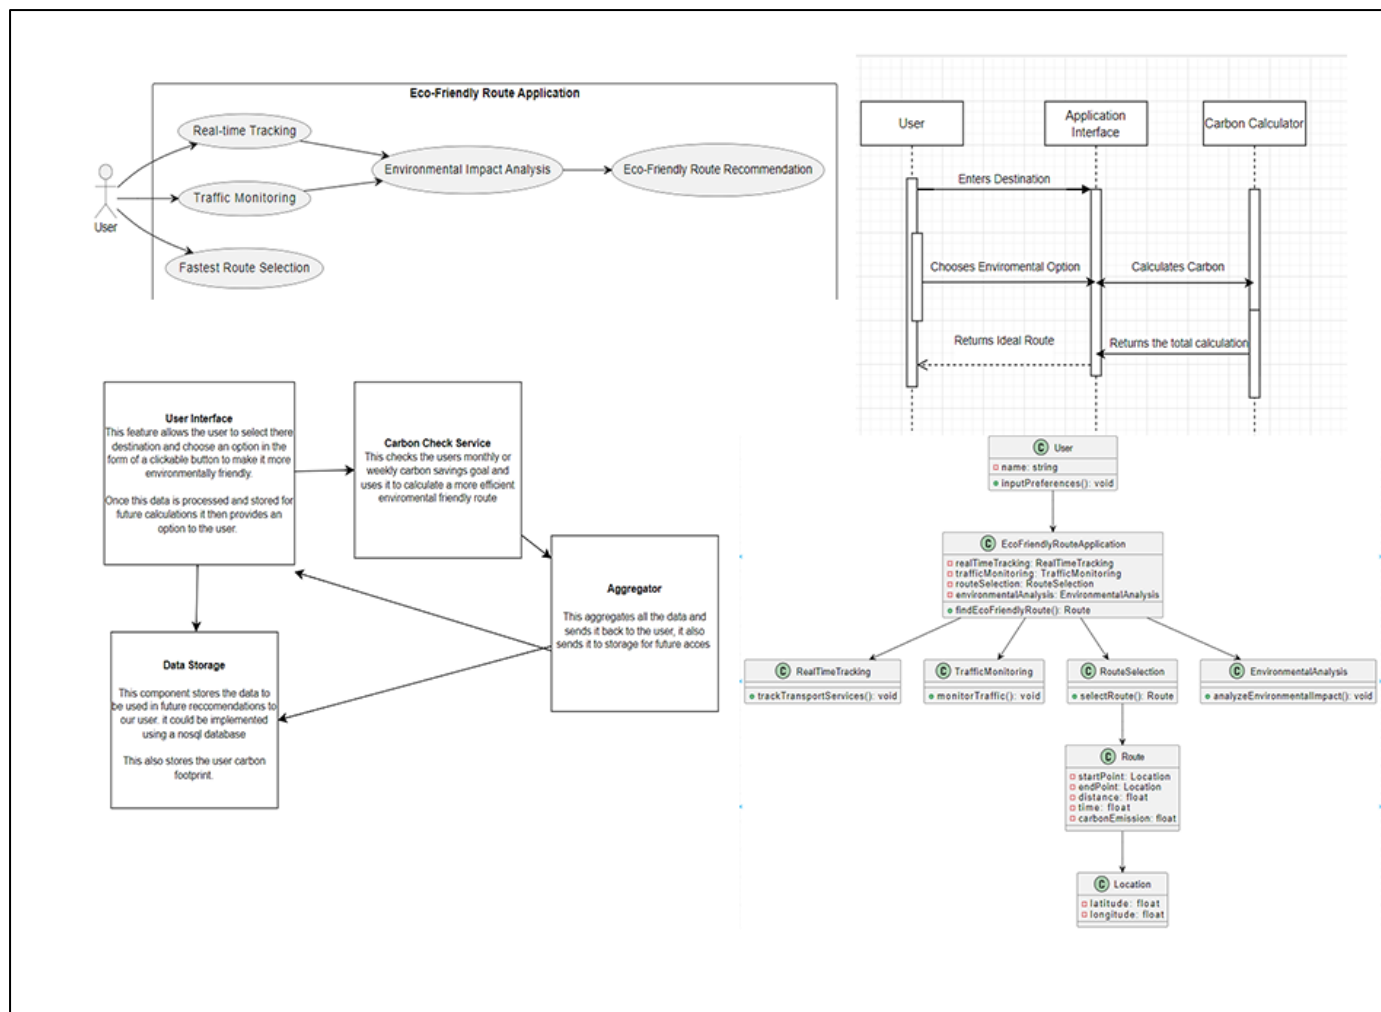 Eco-Friendly Route Application
Real-time Tracking
Environmental Impact Analysis
Eco-Friendly Route Recommendation
Traffic Monitoring
User
Fastest Route Selection
User
Application
Interface
Carbon Calculator
Enters Destination
Chooses Enviromental Option
Calculates Carbon
Returns Ideal Route
Returns the total calculation
User Interface
This feature allows the user to select there
destination and choose an option in the
form of a clickable button to make it more
environmentally friendly.
Once this data is processed and stored for
future calculations it then provides an
option to the user.
Carbon Check Service
This checks the users monthly or
weekly carbon savings goal and
uses it to calculate a more efficient
enviromental friendly route
Aggregator
This aggregates all the data and
sends it back to the user, it also
sends it to storage for future acces
Data Storage
This component stores the data to
be used in future reccomendations to
our user. it could be implemented
using a nosql database
This also stores the user carbon
footprint.
C User
name: string
inputPreferences(): void
C EcoFriendlyRouteApplication
realTimeTracking: RealTimeTracking
trafficMonitoring: TrafficMonitoring
routeSelection: RouteSelection
environmentalAnalysis: EnvironmentalAnalysis
findEcoFriendlyRoute(): Route
C RealTimeTracking
trackTransportServices(): void
C TrafficMonitoring
monitorTraffic(): void
C RouteSelection
selectRoute(): Route
C EnvironmentalAnalysis
analyzeEnvironmentalImpact(): void
C Route
startPoint: Location
endPoint: Location
distance: float
time: float
carbonEmission: float
C Location
latitude: float
longitude: float